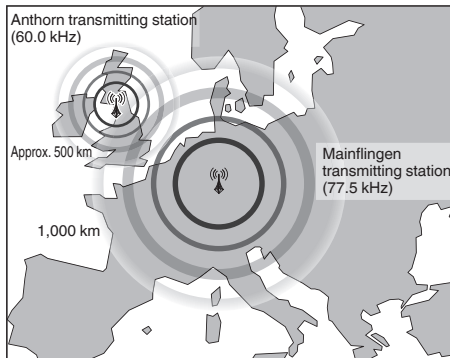 Anthorn transmitting station
(60.0 kHz)
Approx. 500 km
Mainflingen
transmitting station
(77.5 kHz)
1,000 km